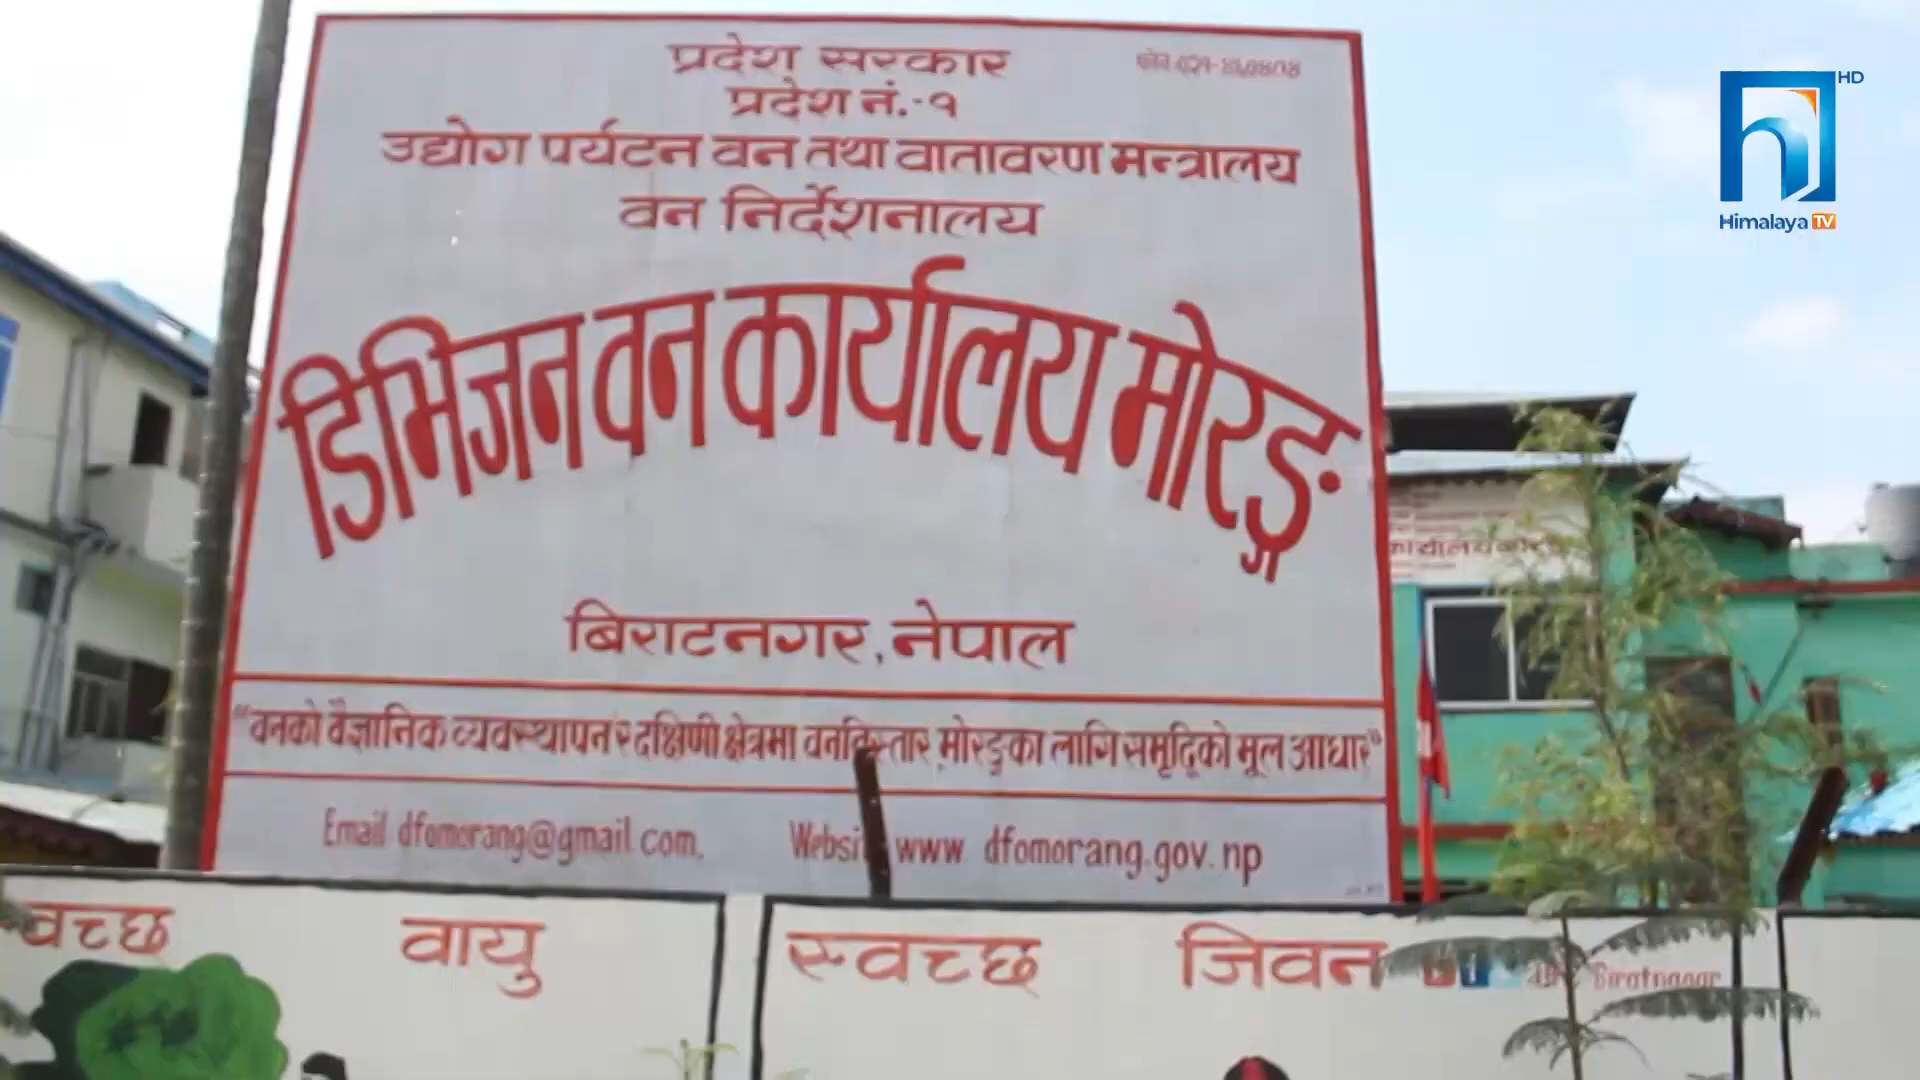 प्रदेश सरकार
प्रदेश नं.-१
उद्योग पर्यटन वन तथा वातावरण मन्त्रालय
वन निर्देशनालय
डिभिजन वन कार्यालय मोरङ्ग
बिराटनगर, नेपाल
"वनको वैज्ञानिक व्यवस्थापन र दक्षिणी क्षेत्रमा वनविस्तार, मोरङ्गका लागि समृद्धिको मूल आधार"
Email dfomorang@gmail.com,
www dfomorang.gov.np
वायु
स्वच्छ जिवन
Biratnagar
HD
Himalaya TV